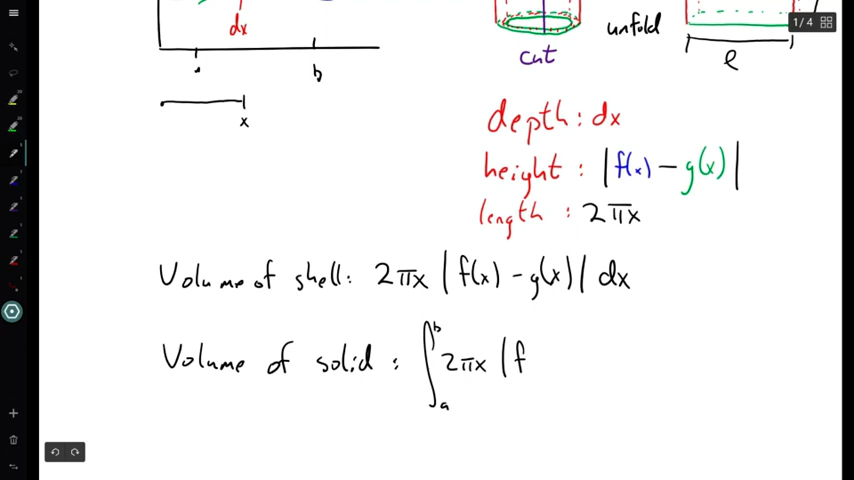 1/4
dx
cut
unfold
l
a
b
x
depth: dx
height: |f(x) - g(x)|
length: 2πx
Volume of shell: 2πx |f(x) - g(x)| dx
Volume of solid: ∫_a^b 2πx |f